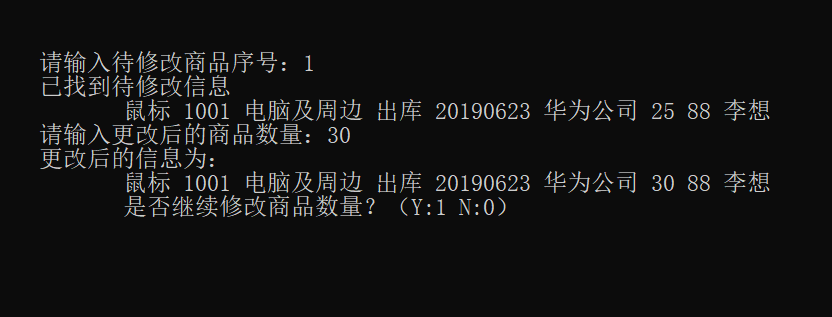 请输入待修改商品序号：1
已找到待修改信息
鼠标 1001 电脑及周边 出库 20190623 华为公司 25 88 李想
请输入更改后的商品数量：30
更改后的信息为：
鼠标 1001 电脑及周边 出库 20190623 华为公司 30 88 李想
是否继续修改商品数量？（Y:1 N:0）